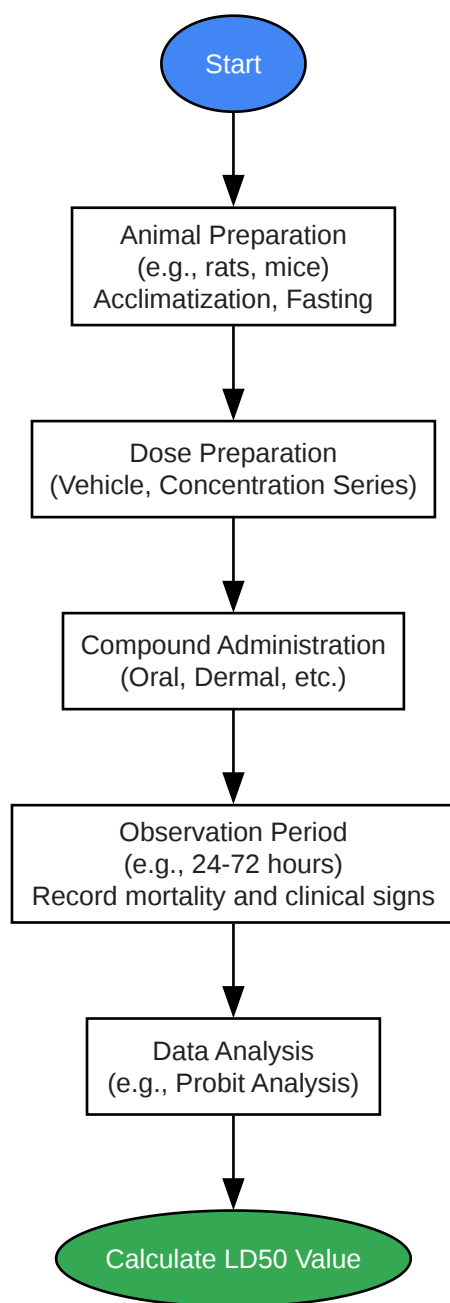 Start
Animal Preparation
(e.g., rats, mice)
Acclimatization, Fasting
Dose Preparation
(Vehicle, Concentration Series)
Compound Administration
(Oral, Dermal, etc.)
Observation Period
(e.g., 24-72 hours)
Record mortality and clinical signs
Data Analysis
(e.g., Probit Analysis)
Calculate LD50 Value